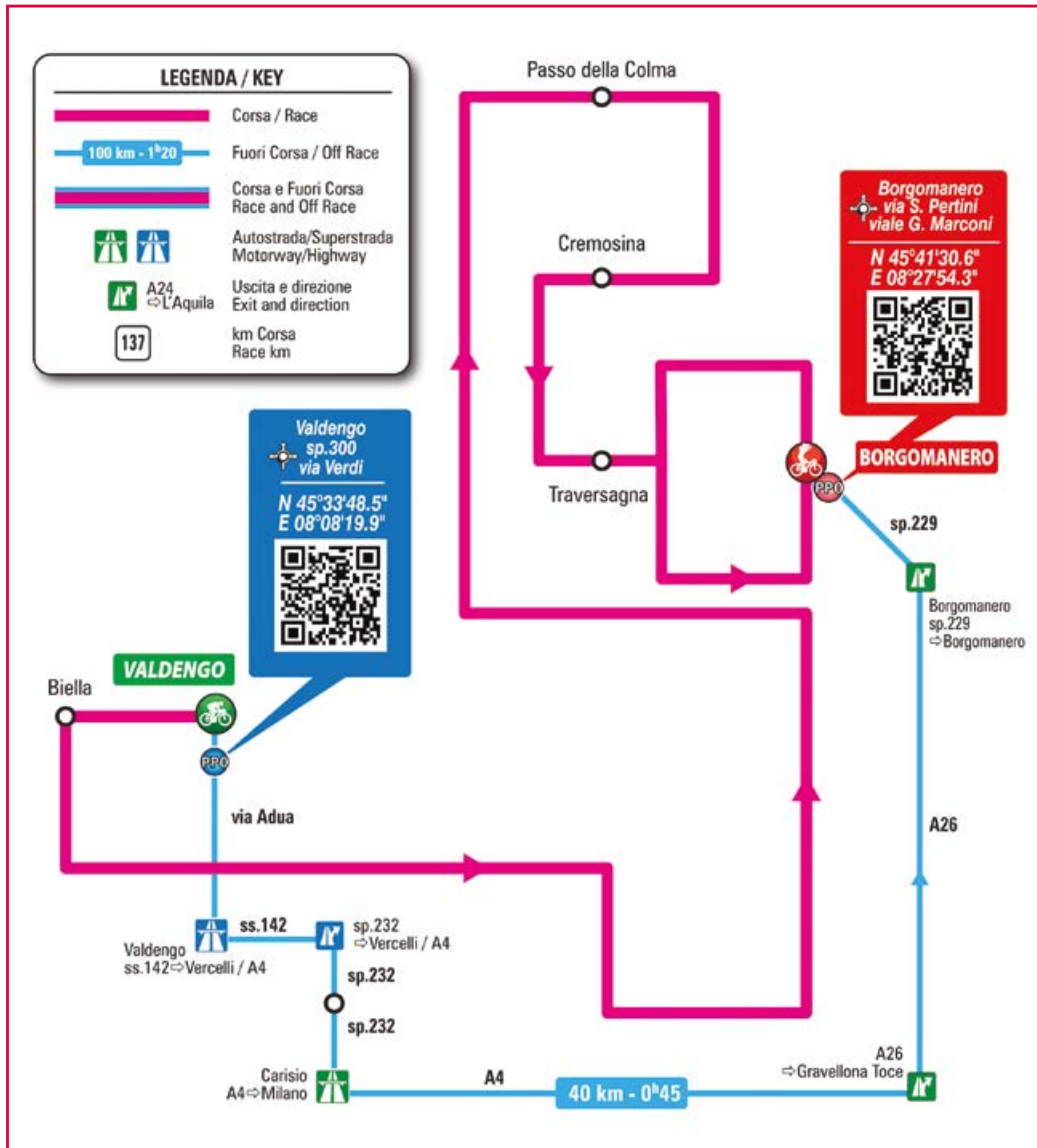 LEGENDA / KEY
Corsa / Race
100 km - 1ʰ20
Fuori Corsa / Off Race
Corsa e Fuori Corsa
Race and Off Race
Autostrada/Superstrada
Motorway/Highway
A24
⇨L'Aquila
Uscita e direzione
Exit and direction
137
km Corsa
Race km
Passo della Colma
Cremosina
Traversagna
Borgomanero
via S. Pertini
viale G. Marconi
N 45°41'30.6"
E 08°27'54.3"
BORGOMANERO
PPO
sp.229
Borgomanero
sp.229
⇨Borgomanero
Valdengo
sp.300
via Verdi
N 45°33'48.5"
E 08°08'19.9"
VALDENGO
Biella
PPO
via Adua
A26
Valdengo
ss.142⇨Vercelli / A4
ss.142
sp.232
⇨Vercelli / A4
sp.232
sp.232
Carisio
A4⇨Milano
A4
40 km - 0ʰ45
A26
⇨Gravellona Toce